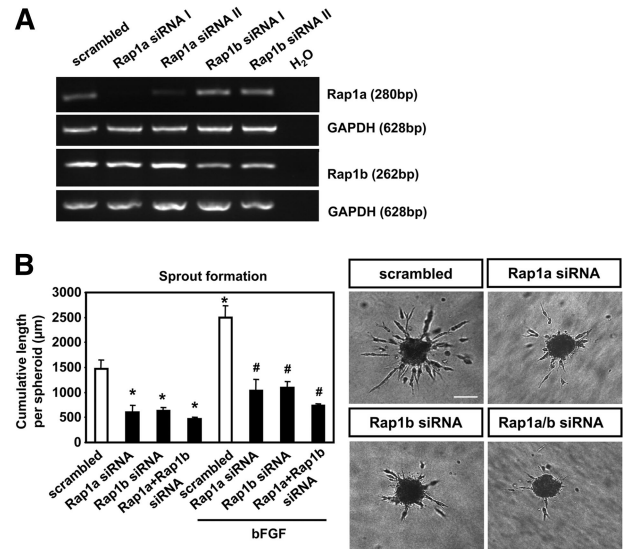 A
scrambled
Rap1a siRNA I
Rap1a siRNA II
Rap1b siRNA I
Rap1b siRNA II
H2O
Rap1a (280bp)
GAPDH (628bp)
Rap1b (262bp)
GAPDH (628bp)
B
Sprout formation
Cumulative length
per spheroid (µm)
3000
2500
2000
1500
1000
500
0
*
*
*
*
#
#
#
scrambled
Rap1a siRNA
Rap1b siRNA
Rap1a+Rap1b
siRNA
scrambled
Rap1a siRNA
Rap1b siRNA
Rap1a+Rap1b
siRNA
bFGF
scrambled
Rap1a siRNA
Rap1b siRNA
Rap1a/b siRNA